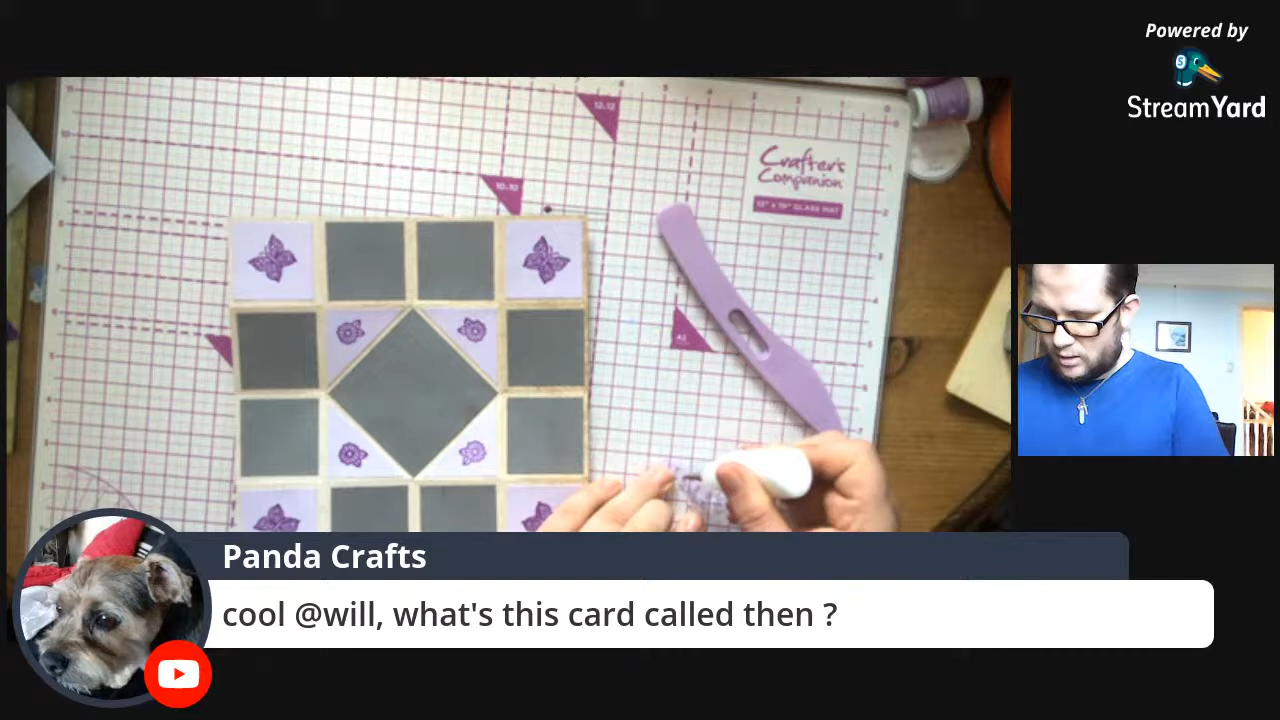 Powered by
StreamYard
12.12
Crafter's
Companion
10.10
13" x 19" GLASS MAT
Panda Crafts
cool @will, what's this card called then ?